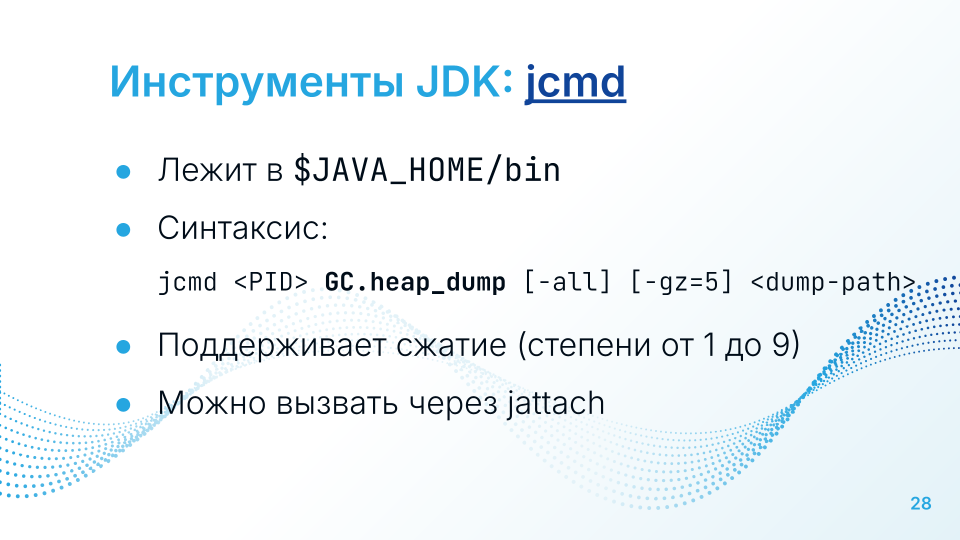 Инструменты JDK: jcmd
● Лежит в $JAVA_HOME/bin
● Синтаксис:
jcmd <PID> GC.heap_dump [-all] [-gz=5] <dump-path>
● Поддерживает сжатие (степени от 1 до 9)
● Можно вызвать через jattach
28